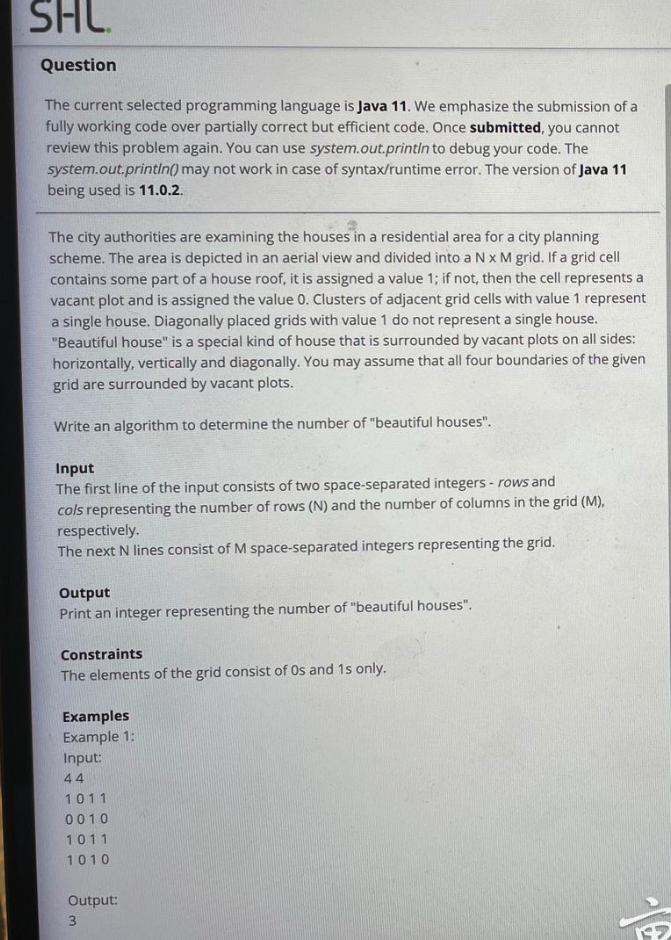 SHL.
Question
The current selected programming language is Java 11. We emphasize the submission of a
fully working code over partially correct but efficient code. Once submitted, you cannot
review this problem again. You can use system.out.println to debug your code. The
system.out.println() may not work in case of syntax/runtime error. The version of Java 11
being used is 11.0.2.
The city authorities are examining the houses in a residential area for a city planning
scheme. The area is depicted in an aerial view and divided into a N x M grid. If a grid cell
contains some part of a house roof, it is assigned a value 1; if not, then the cell represents a
vacant plot and is assigned the value 0. Clusters of adjacent grid cells with value 1 represent
a single house. Diagonally placed grids with value 1 do not represent a single house.
"Beautiful house" is a special kind of house that is surrounded by vacant plots on all sides:
horizontally, vertically and diagonally. You may assume that all four boundaries of the given
grid are surrounded by vacant plots.
Write an algorithm to determine the number of "beautiful houses".
Input
The first line of the input consists of two space-separated integers - rows and
cols representing the number of rows (N) and the number of columns in the grid (M),
respectively.
The next N lines consist of M space-separated integers representing the grid.
Output
Print an integer representing the number of "beautiful houses".
Constraints
The elements of the grid consist of 0s and 1s only.
Examples
Example 1:
Input:
4 4
1 0 1 1
0 0 1 0
1 0 1 1
1 0 1 0
Output:
3